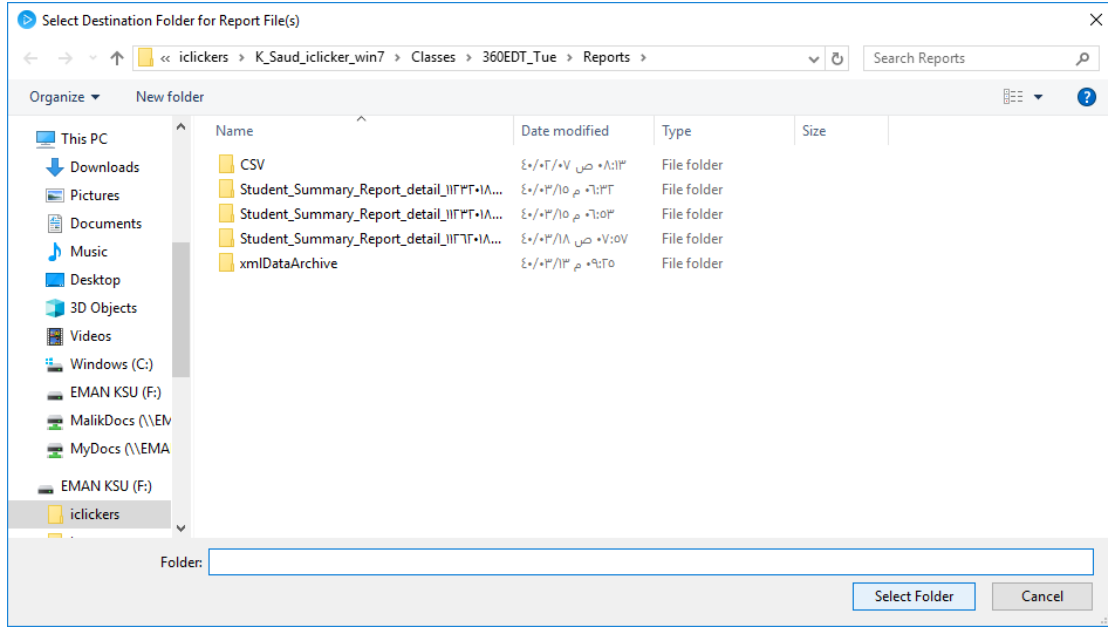 Select Destination Folder for Report File(s)
« iclickers › K_Saud_iclicker_win7 › Classes › 360EDT_Tue › Reports ›
Search Reports
Organize
New folder
Name
Date modified
Type
Size
This PC
Downloads
Pictures
Documents
Music
Desktop
3D Objects
Videos
Windows (C:)
EMAN KSU (F:)
MalikDocs (\\EM
MyDocs (\\EMA
EMAN KSU (F:)
iclickers
CSV ٤٠/٠٢/٠٧ ٠٨:١٣ ص File folder
Student_Summary_Report_detail_١١٢٣٢٠١٨... ٤٠/٠٣/١٥ ٠٦:٣٢ م File folder
Student_Summary_Report_detail_١١٢٣٢٠١٨... ٤٠/٠٣/١٥ ٠٦:٥٣ م File folder
Student_Summary_Report_detail_١١٢٦٢٠١٨... ٤٠/٠٣/١٨ ٠٧:٥٧ ص File folder
xmlDataArchive ٤٠/٠٣/١٣ ٠٩:٢٥ م File folder
Folder:
Select Folder
Cancel